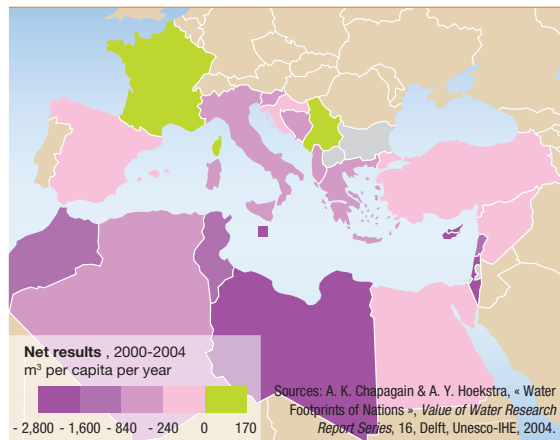 Net results , 2000-2004
m³ per capita per year
- 2,800 - 1,600 - 840 - 240 0 170
Sources: A. K. Chapagain & A. Y. Hoekstra, « Water
Footprints of Nations », Value of Water Research
Report Series, 16, Delft, Unesco-IHE, 2004.